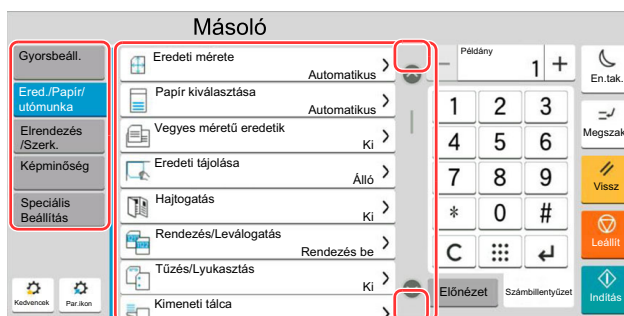 Másoló
Gyorsbeáll.
Ered./Papír/
utómunka
Elrendezés
/Szerk.
Képminőség
Speciális
Beállítás
Kedvencek
Par.ikon
Eredeti mérete
Automatikus
Papír kiválasztása
Automatikus
Vegyes méretű eredetik
Ki
Eredeti tájolása
Álló
Hajtogatás
Ki
Rendezés/Leválogatás
Rendezés be
Tűzés/Lyukasztás
Ki
Kimeneti tálca
Példány
− 1 +
1 2 3
4 5 6
7 8 9
* 0 #
C
Előnézet
Számbillentyűzet
En.tak.
Megszak
Vissz
Leállít
Indítás